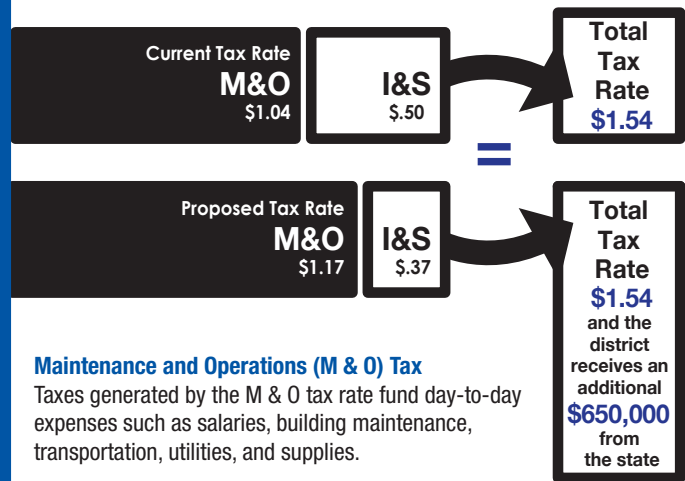 Current Tax Rate
M&O
$1.04
I&S
$.50
Total
Tax
Rate
$1.54
=
Proposed Tax Rate
M&O
$1.17
I&S
$.37
Total
Tax
Rate
$1.54
and the
district
receives an
additional
$650,000
from
the state
Maintenance and Operations (M & O) Tax
Taxes generated by the M & O tax rate fund day-to-day
expenses such as salaries, building maintenance,
transportation, utilities, and supplies.